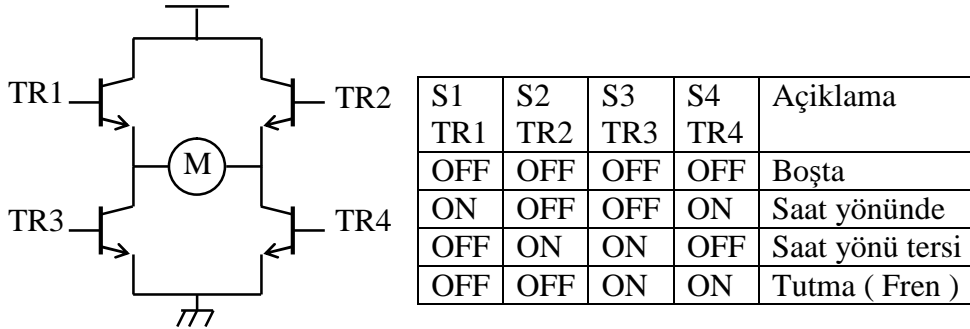 TR1
TR2
M
TR3
TR4
S1 S2 S3 S4 Açiklama
TR1 TR2 TR3 TR4
OFF OFF OFF OFF Boşta
ON OFF OFF ON Saat yönünde
OFF ON ON OFF Saat yönü tersi
OFF OFF ON ON Tutma ( Fren )